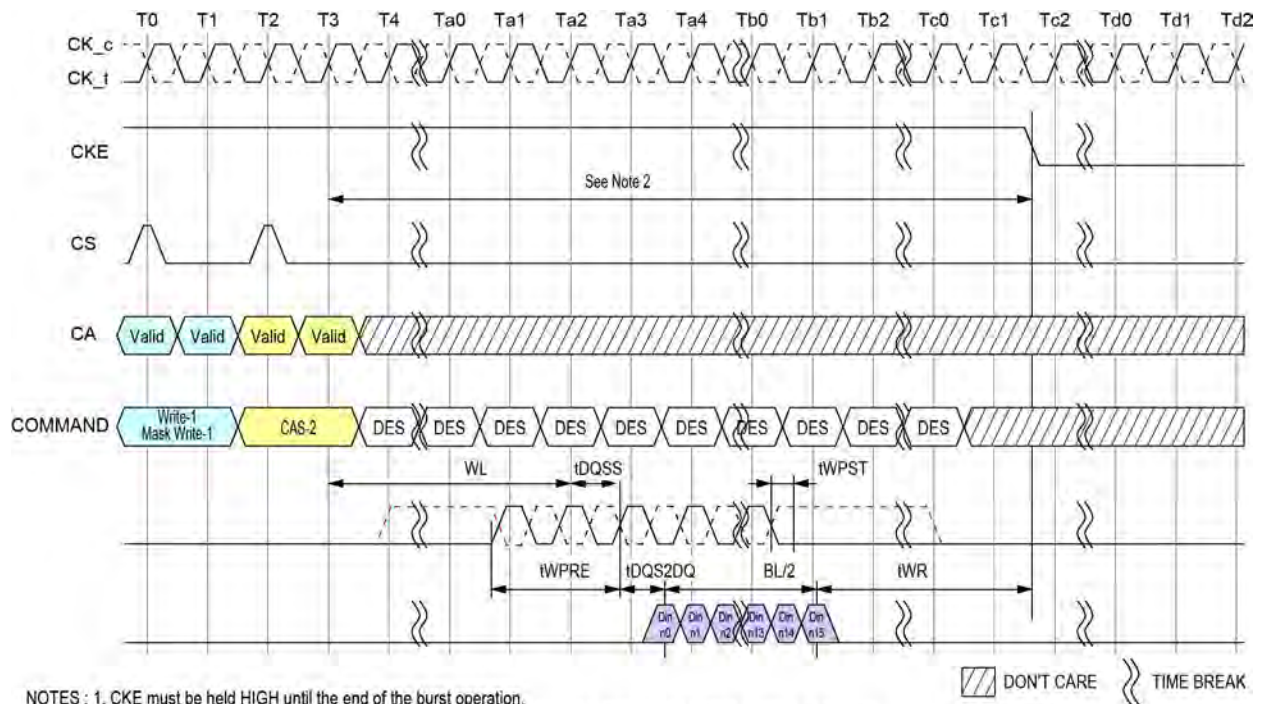 T0 T1 T2 T3 T4 Ta0 Ta1 Ta2 Ta3 Ta4 Tb0 Tb1 Tb2 Tc0 Tc1 Tc2 Td0 Td1 Td2
CK_c
CK_t
CKE
See Note 2
CS
CA
Valid Valid Valid Valid
COMMAND
Write-1
Mask Write-1
CAS-2
DES DES DES DES DES DES DES DES DES DES
WL tDQSS tWPST
tWPRE tDQS2DQ BL/2 tWR
Din Din Din Din Din Din
n0 n1 n2 n13 n14 n15
DON'T CARE TIME BREAK
NOTES : 1. CKE must be held HIGH until the end of the burst operation.